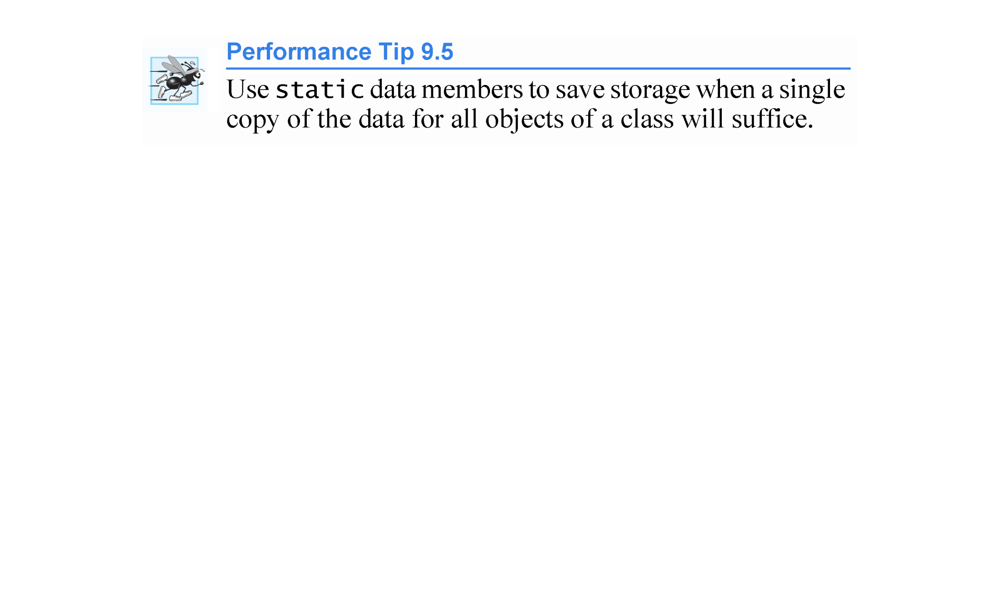 Performance Tip 9.5
Use static data members to save storage when a single
copy of the data for all objects of a class will suffice.